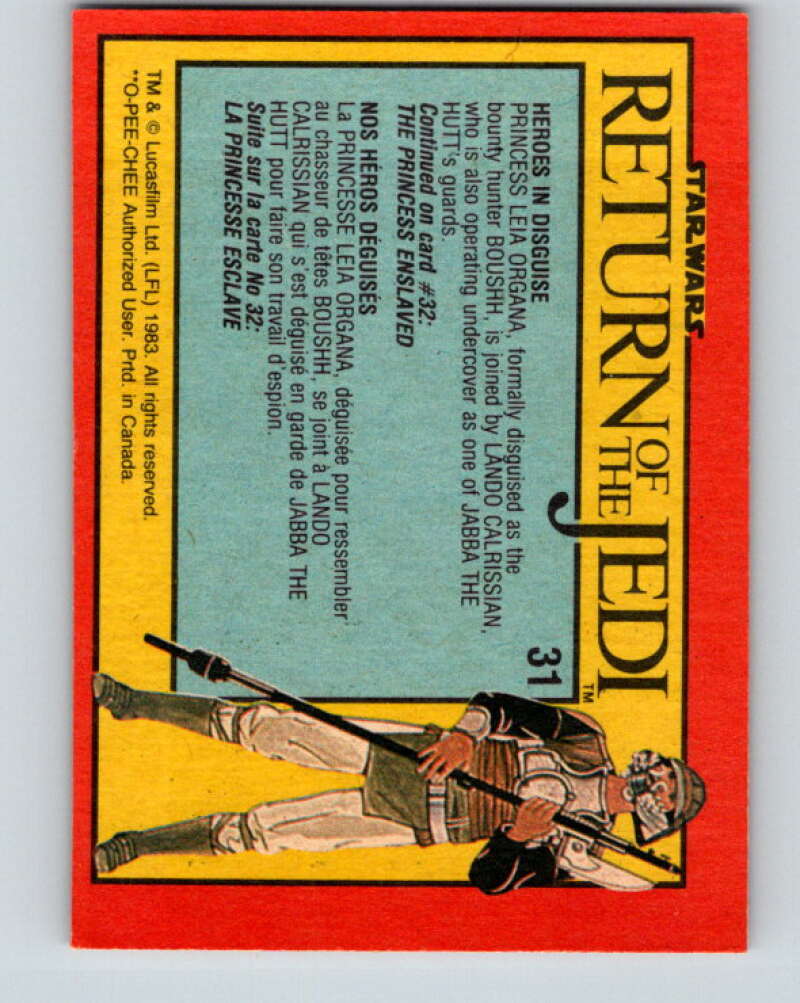 STAR WARS
RETURN OF THE JEDI™
31
HEROES IN DISGUISE
PRINCESS LEIA ORGANA, formally disguised as the
bounty hunter BOUSHH, is joined by LANDO CALRISSIAN,
who is also operating undercover as one of JABBA THE
HUTT's guards.
Continued on card #32:
THE PRINCESS ENSLAVED
NOS HÉROS DÉGUISÉS
La PRINCESSE LEIA ORGANA, déguisée pour ressembler
au chasseur de têtes BOUSHH, se joint à LANDO
CALRISSIAN qui s'est déguisé en garde de JABBA THE
HUTT pour faire son travail d'espion.
Suite sur la carte No 32:
LA PRINCESSE ESCLAVE
TM & © Lucasfilm Ltd. (LFL) 1983. All rights reserved.
**O-PEE-CHEE Authorized User. Prtd. in Canada.